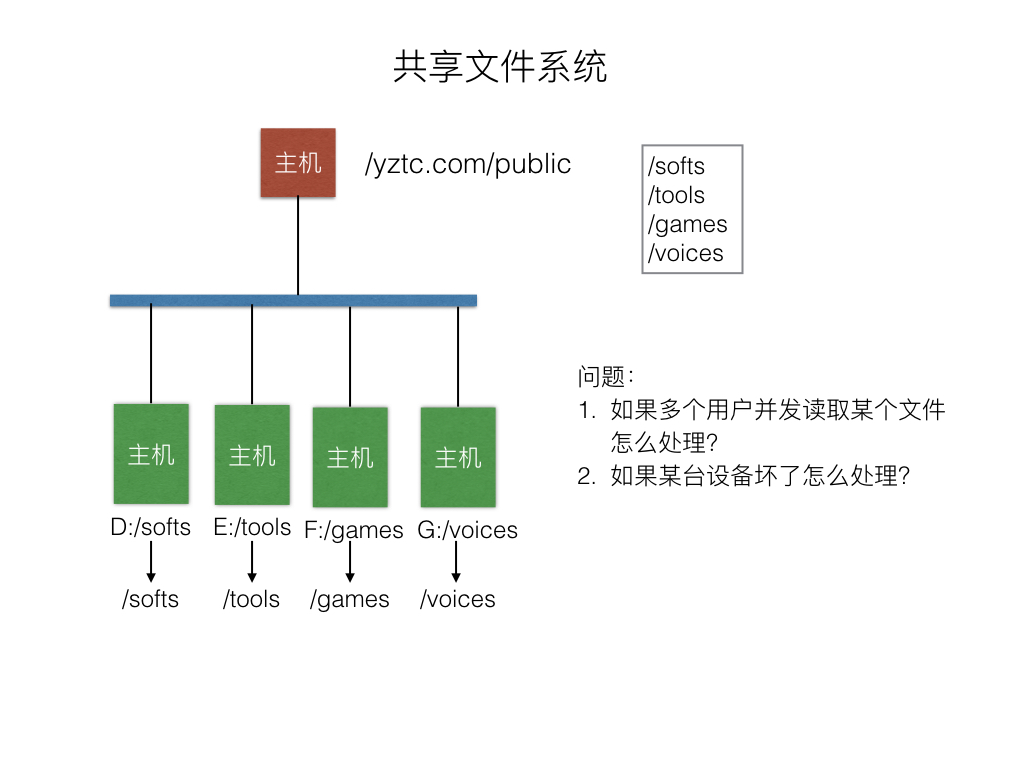 共享文件系统
主机
/yztc.com/public
/softs
/tools
/games
/voices
问题：
1. 如果多个用户并发读取某个文件
怎么处理？
2. 如果某台设备坏了怎么处理？
主机
主机
主机
主机
D:/softs
E:/tools
F:/games
G:/voices
/softs
/tools
/games
/voices